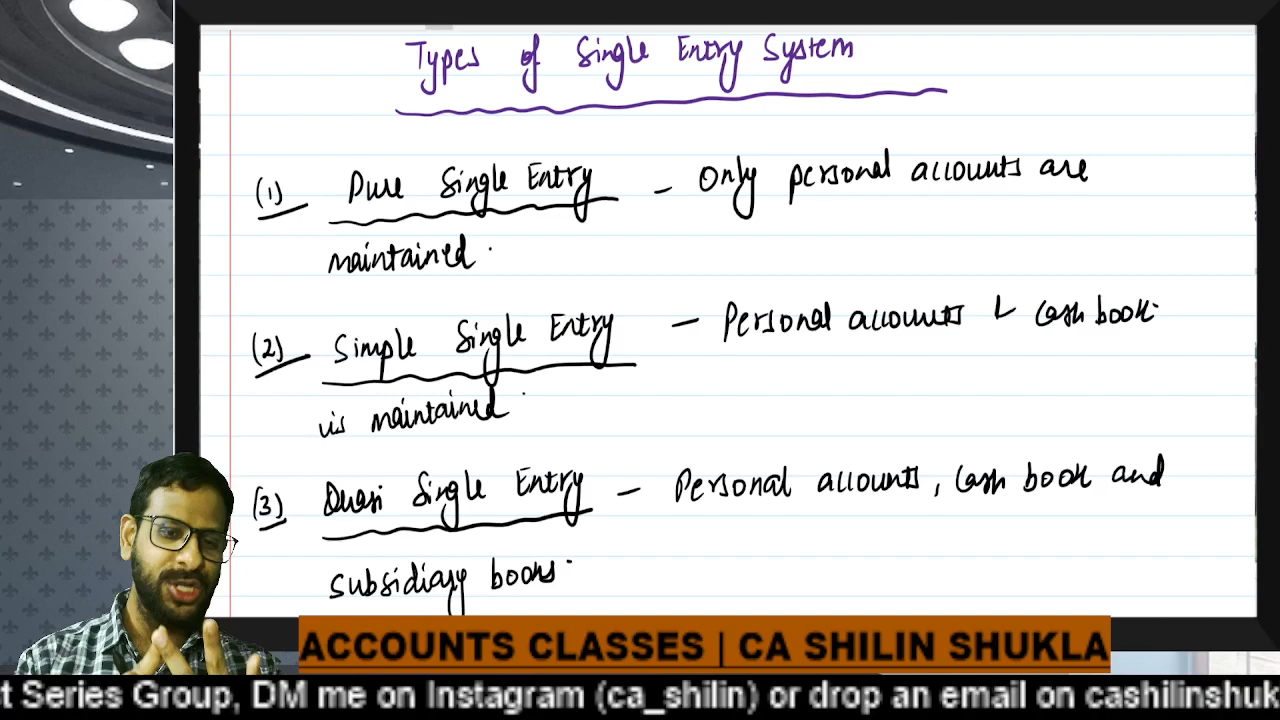 Types of Single Entry System
(1) Pure Single Entry - Only personal accounts are
maintained.
(2) Simple Single Entry - Personal accounts & cash book
is maintained.
(3) Quasi Single Entry - Personal accounts, cash book and
subsidiary books.
ACCOUNTS CLASSES | CA SHILIN SHUKLA
t Series Group, DM me on Instagram (ca_shilin) or drop an email on cashilinshuk